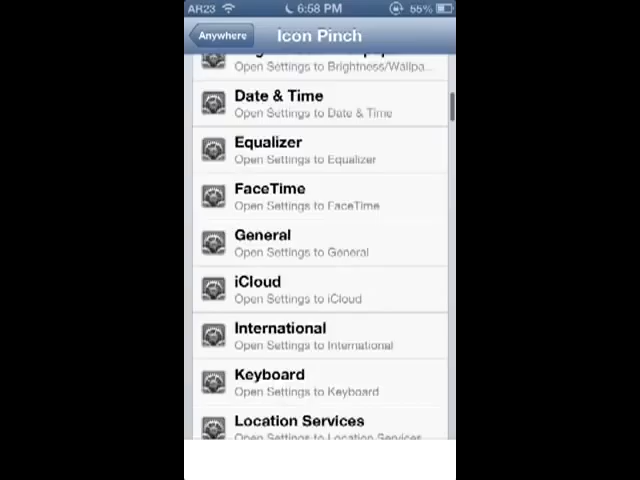 AR23 6:58 PM 55%
Anywhere Icon Pinch
Open Settings to Brightness/Wallpa...
Date & Time
Open Settings to Date & Time
Equalizer
Open Settings to Equalizer
FaceTime
Open Settings to FaceTime
General
Open Settings to General
iCloud
Open Settings to iCloud
International
Open Settings to International
Keyboard
Open Settings to Keyboard
Location Services
Open Settings to Location Services